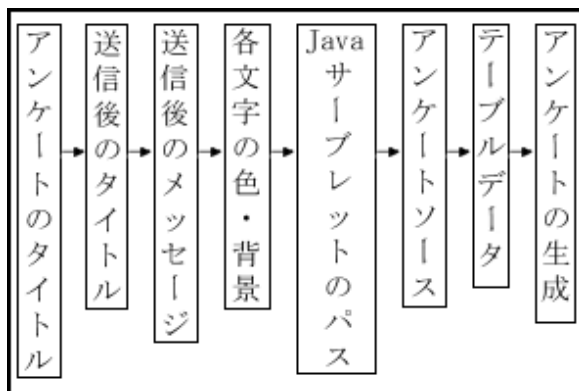 アンケートのタイトル
送信後のタイトル
送信後のメッセージ
各文字の色・背景
Javaサーブレットのパス
アンケートソース
テーブルデータ
アンケートの生成